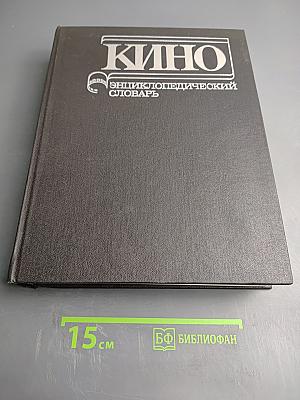 КИНО
ЭНЦИКЛОПЕДИЧЕСКИЙ
СЛОВАРЬ
15 см
БФ БИБЛИОФАН